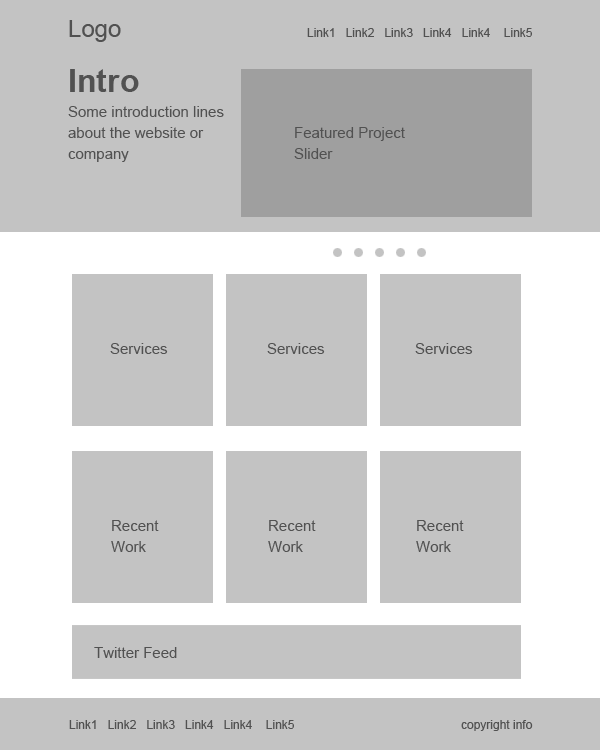 Logo
Link1 Link2 Link3 Link4 Link4 Link5
Intro
Some introduction lines
about the website or
company
Featured Project
Slider
Services Services Services
Recent Recent Recent
Work Work Work
Twitter Feed
Link1 Link2 Link3 Link4 Link4 Link5 copyright info